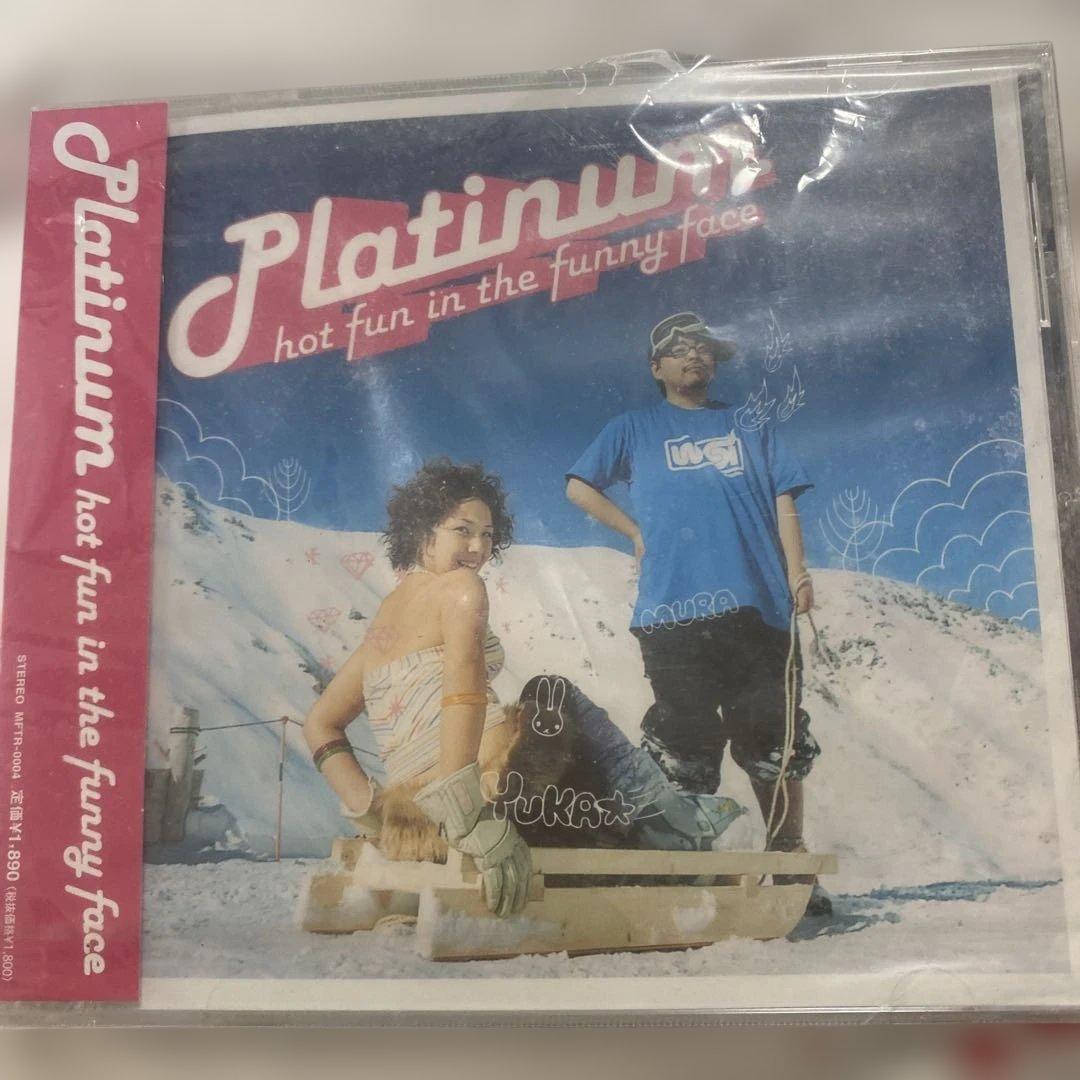 Platinum
hot fun in the funny face
Platinum hot fun in the funny face
STEREO MFTR-0004 定価¥1,890 (税抜価格¥1,800)
WSI
MURA
YUKA★